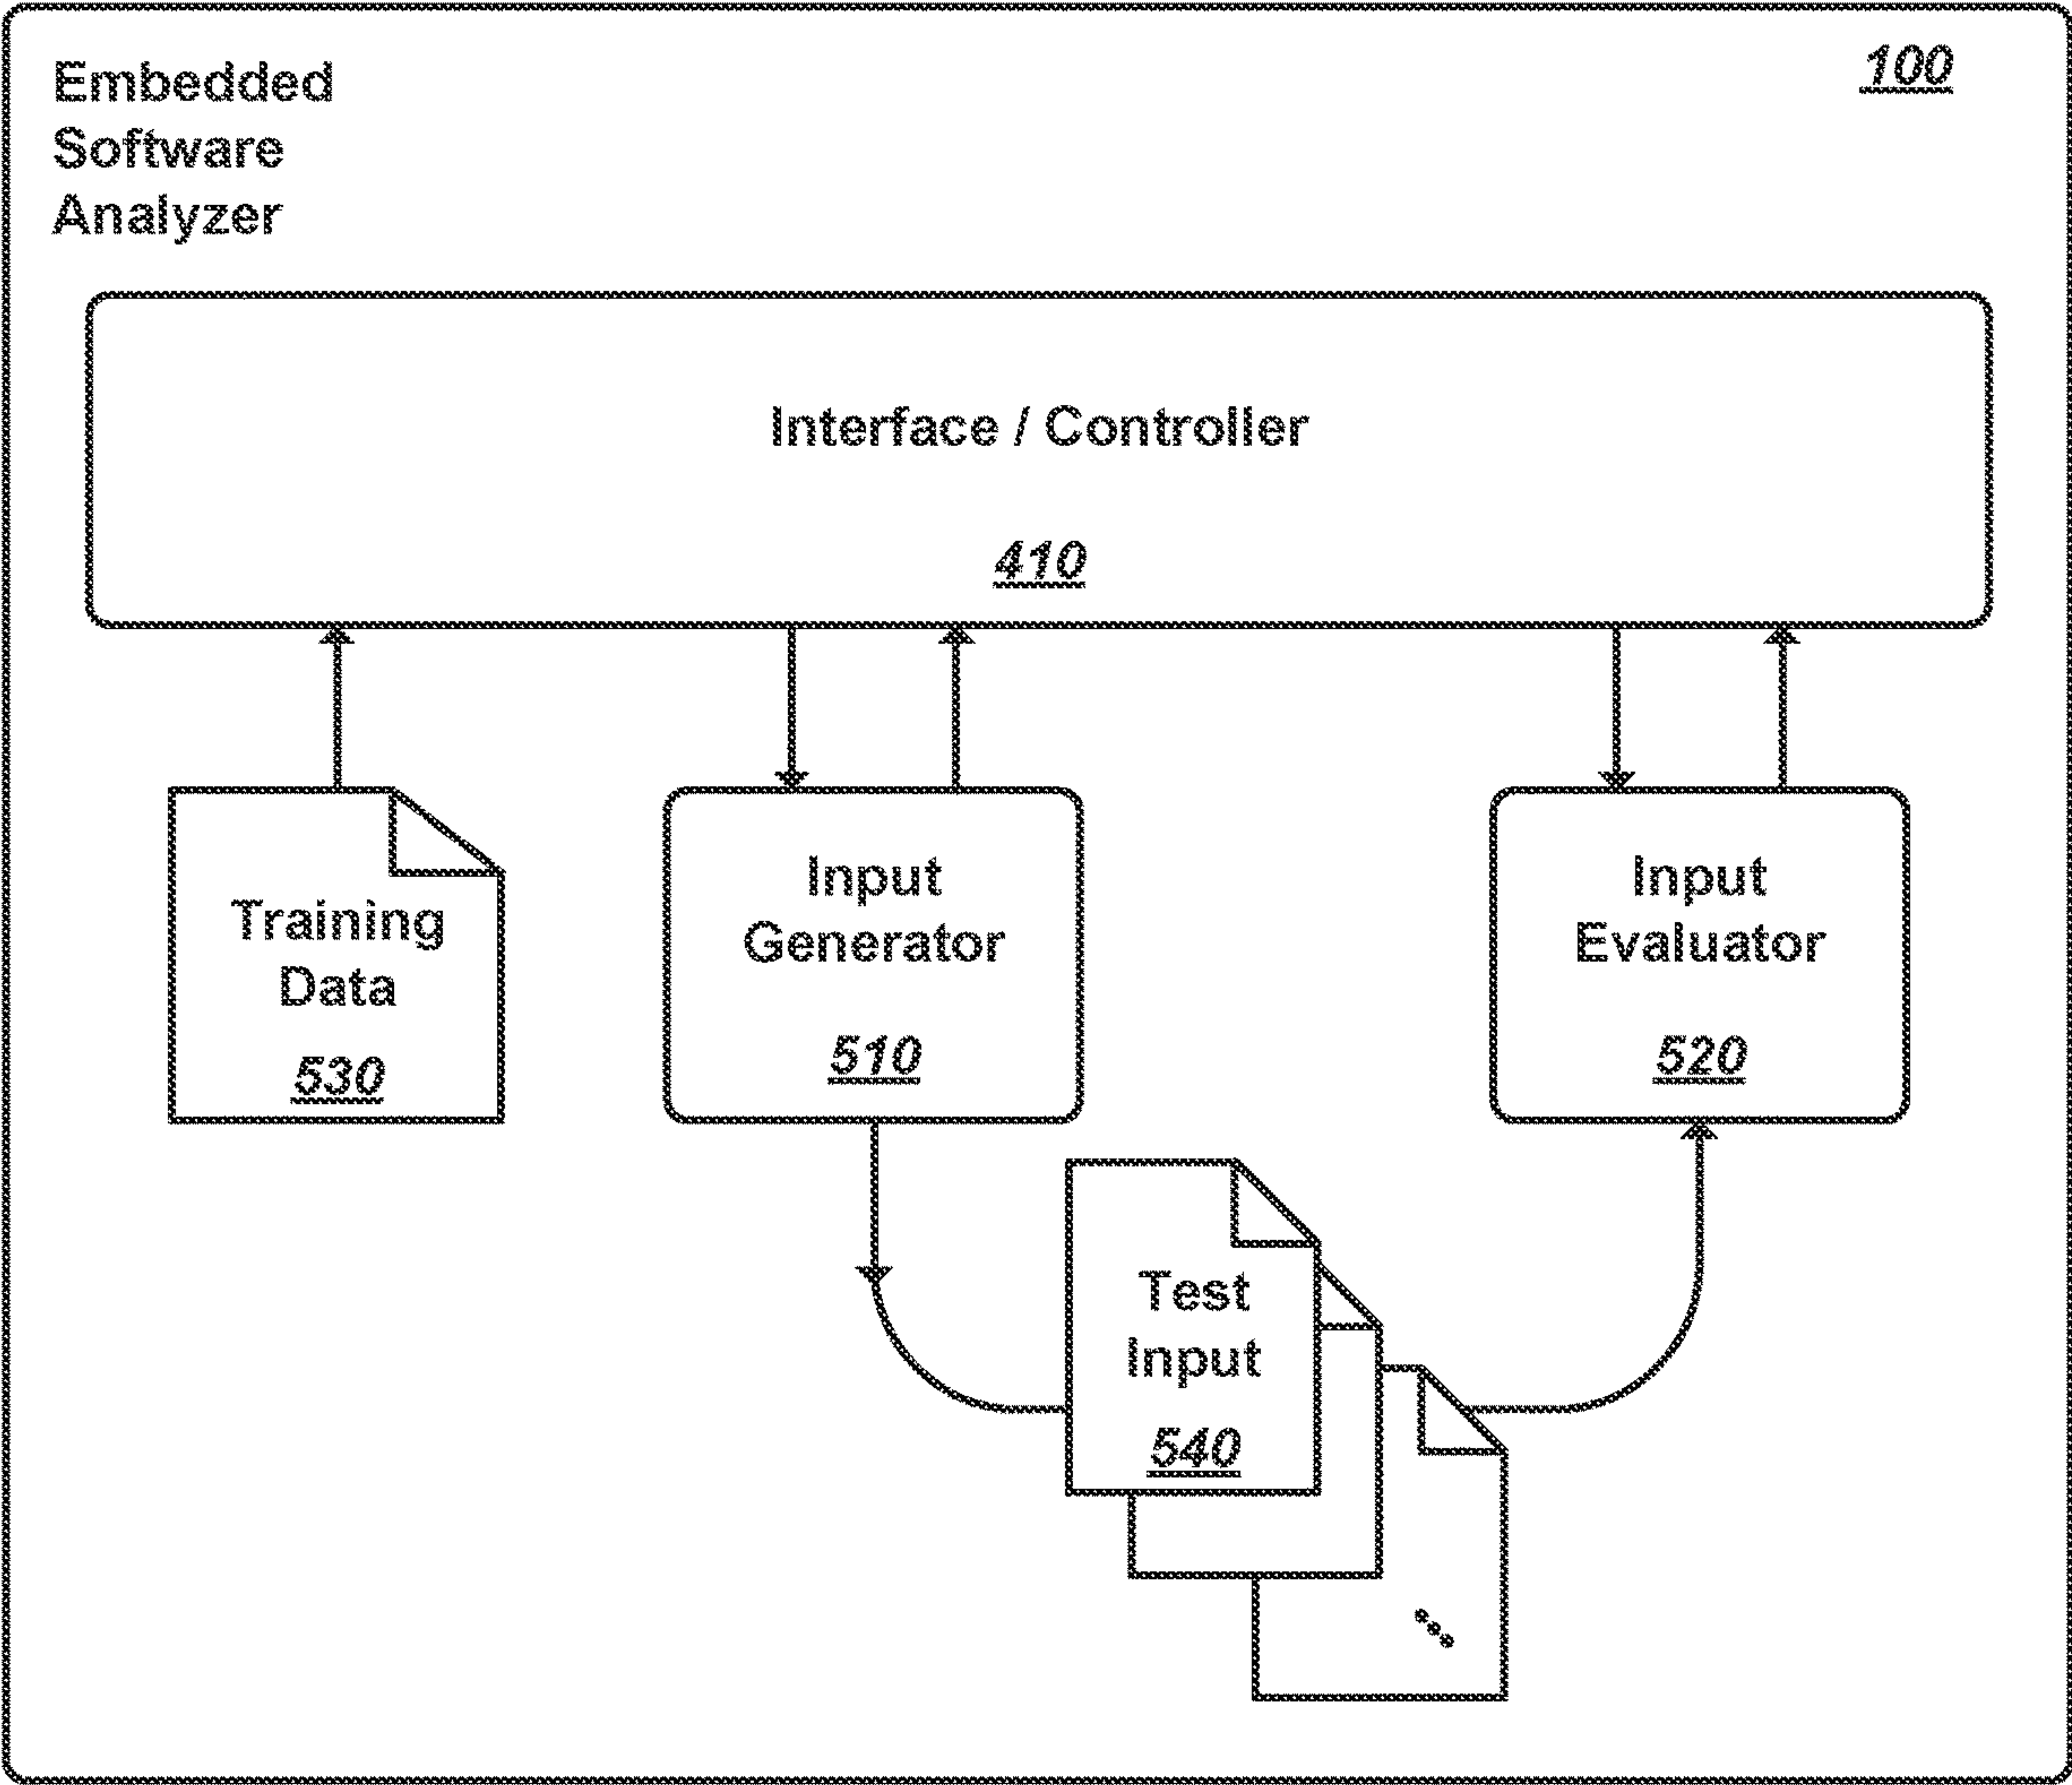 Embedded
Software
Analyzer
100
Interface / Controller
410
Training
Data
530
Input
Generator
510
Input
Evaluator
520
Test
Input
540